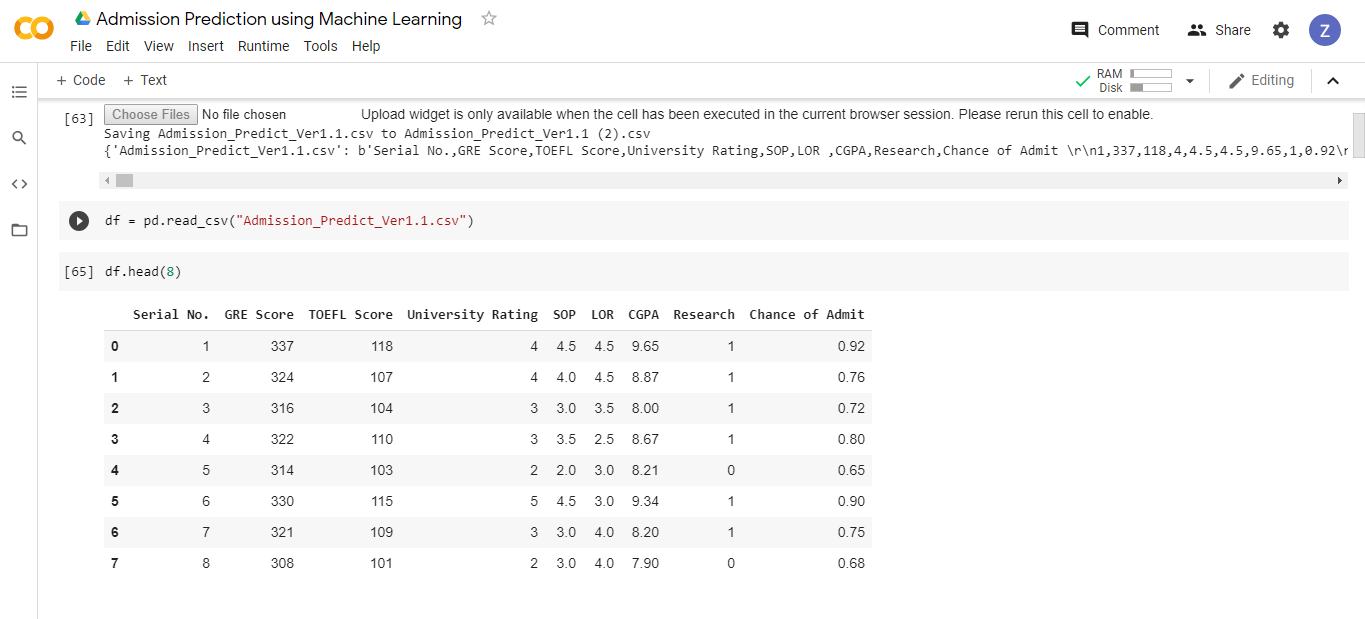 Admission Prediction using Machine Learning
File Edit View Insert Runtime Tools Help
Comment Share Z
+ Code + Text
RAM
Disk
Editing
[63] Choose Files No file chosen Upload widget is only available when the cell has been executed in the current browser session. Please rerun this cell to enable.
Saving Admission_Predict_Ver1.1.csv to Admission_Predict_Ver1.1 (2).csv
{'Admission_Predict_Ver1.1.csv': b'Serial No.,GRE Score,TOEFL Score,University Rating,SOP,LOR ,CGPA,Research,Chance of Admit \r\n1,337,118,4,4.5,4.5,9.65,1,0.92\r
df = pd.read_csv("Admission_Predict_Ver1.1.csv")
[65] df.head(8)
Serial No. GRE Score TOEFL Score University Rating SOP LOR CGPA Research Chance of Admit
0 1 337 118 4 4.5 4.5 9.65 1 0.92
1 2 324 107 4 4.0 4.5 8.87 1 0.76
2 3 316 104 3 3.0 3.5 8.00 1 0.72
3 4 322 110 3 3.5 2.5 8.67 1 0.80
4 5 314 103 2 2.0 3.0 8.21 0 0.65
5 6 330 115 5 4.5 3.0 9.34 1 0.90
6 7 321 109 3 3.0 4.0 8.20 1 0.75
7 8 308 101 2 3.0 4.0 7.90 0 0.68